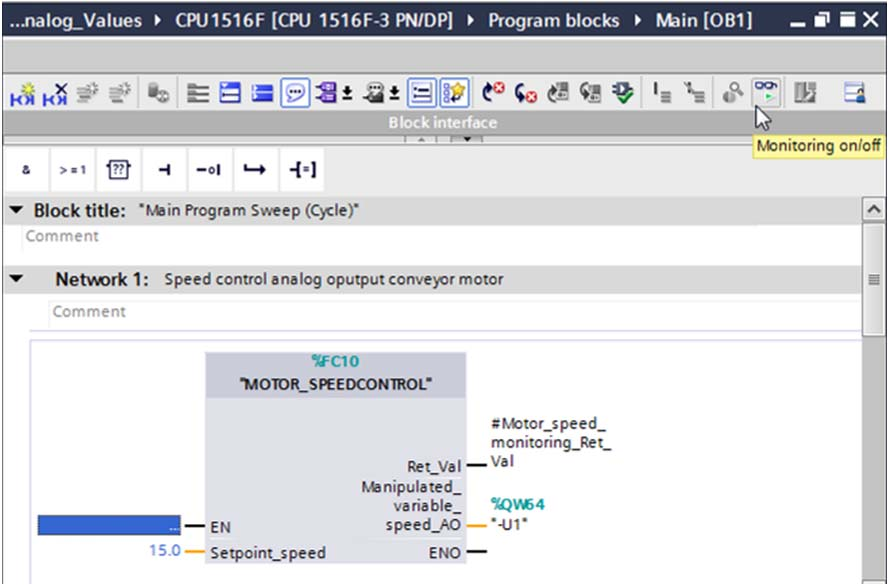 ...nalog_Values ▸ CPU1516F [CPU 1516F-3 PN/DP] ▸ Program blocks ▸ Main [OB1]
Block interface
Monitoring on/off
& >=1 ?? -o| -[=]
Block title: "Main Program Sweep (Cycle)"
Comment
Network 1: Speed control analog oputput conveyor motor
Comment
%FC10
"MOTOR_SPEEDCONTROL"
#Motor_speed_
monitoring_Ret_
Ret_Val Val
Manipulated_
variable_ %QW64
... EN speed_AO "-U1"
15.0 Setpoint_speed ENO